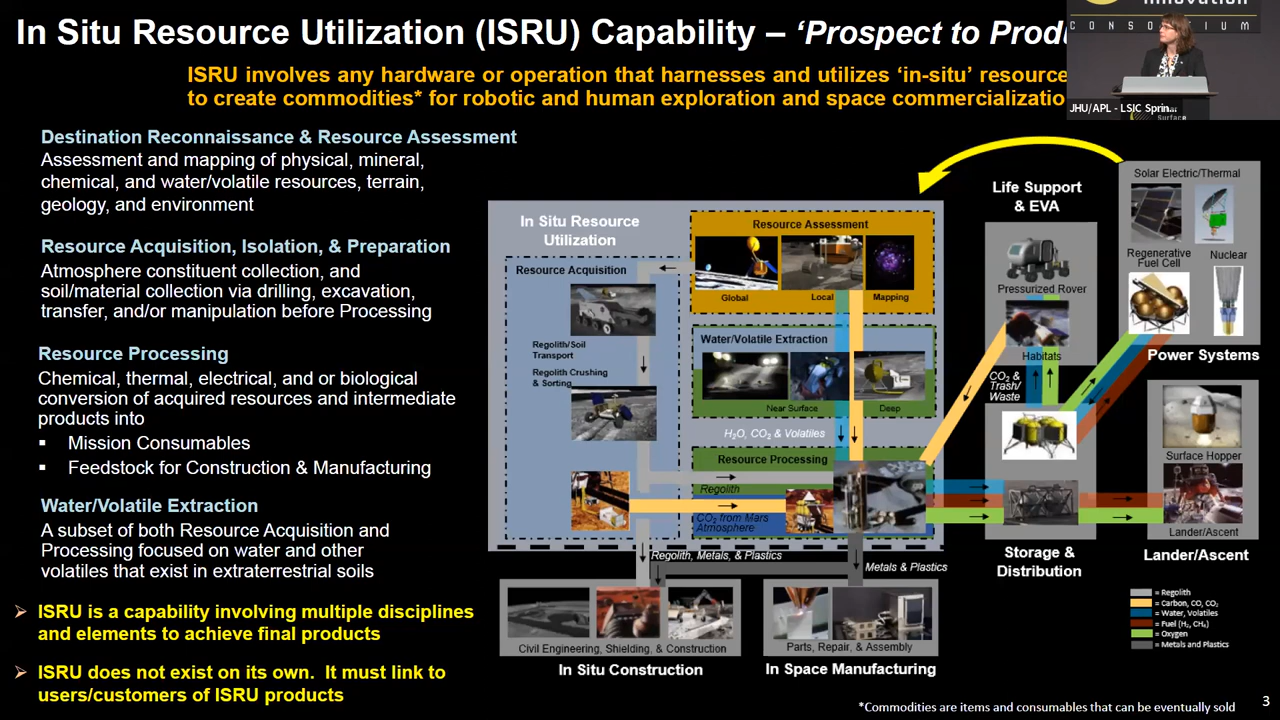 In Situ Resource Utilization (ISRU) Capability – ‘Prospect to Produ
CONSORTIUM
JHU/APL - LSIC Sprin...
Surface
ISRU involves any hardware or operation that harnesses and utilizes ‘in-situ’ resource
to create commodities* for robotic and human exploration and space commercializatio
Destination Reconnaissance & Resource Assessment
Assessment and mapping of physical, mineral,
chemical, and water/volatile resources, terrain,
geology, and environment
Resource Acquisition, Isolation, & Preparation
Atmosphere constituent collection, and
soil/material collection via drilling, excavation,
transfer, and/or manipulation before Processing
Resource Processing
Chemical, thermal, electrical, and or biological
conversion of acquired resources and intermediate
products into
▪ Mission Consumables
▪ Feedstock for Construction & Manufacturing
Water/Volatile Extraction
A subset of both Resource Acquisition and
Processing focused on water and other
volatiles that exist in extraterrestrial soils
➢ ISRU is a capability involving multiple disciplines
and elements to achieve final products
➢ ISRU does not exist on its own. It must link to
users/customers of ISRU products
In Situ Resource
Utilization
Resource Acquisition
Regolith/Soil
Transport
Regolith Crushing
& Sorting
Resource Assessment
Global
Local
Mapping
Water/Volatile Extraction
Near Surface
Deep
H₂O, CO₂ & Volatiles
Resource Processing
Regolith
CO₂ from Mars
Atmosphere
Regolith, Metals, & Plastics
Metals & Plastics
Civil Engineering, Shielding, & Construction
In Situ Construction
Parts, Repair, & Assembly
In Space Manufacturing
Life Support
& EVA
Pressurized Rover
Habitats
CO₂ &
Trash/
Waste
Storage &
Distribution
Solar Electric/Thermal
Regenerative
Fuel Cell
Nuclear
Power Systems
Surface Hopper
Lander/Ascent
Lander/Ascent
= Regolith
= Carbon, CO, CO₂
= Water, Volatiles
= Fuel (H₂, CH₄)
= Oxygen
= Metals and Plastics
*Commodities are items and consumables that can be eventually sold
3